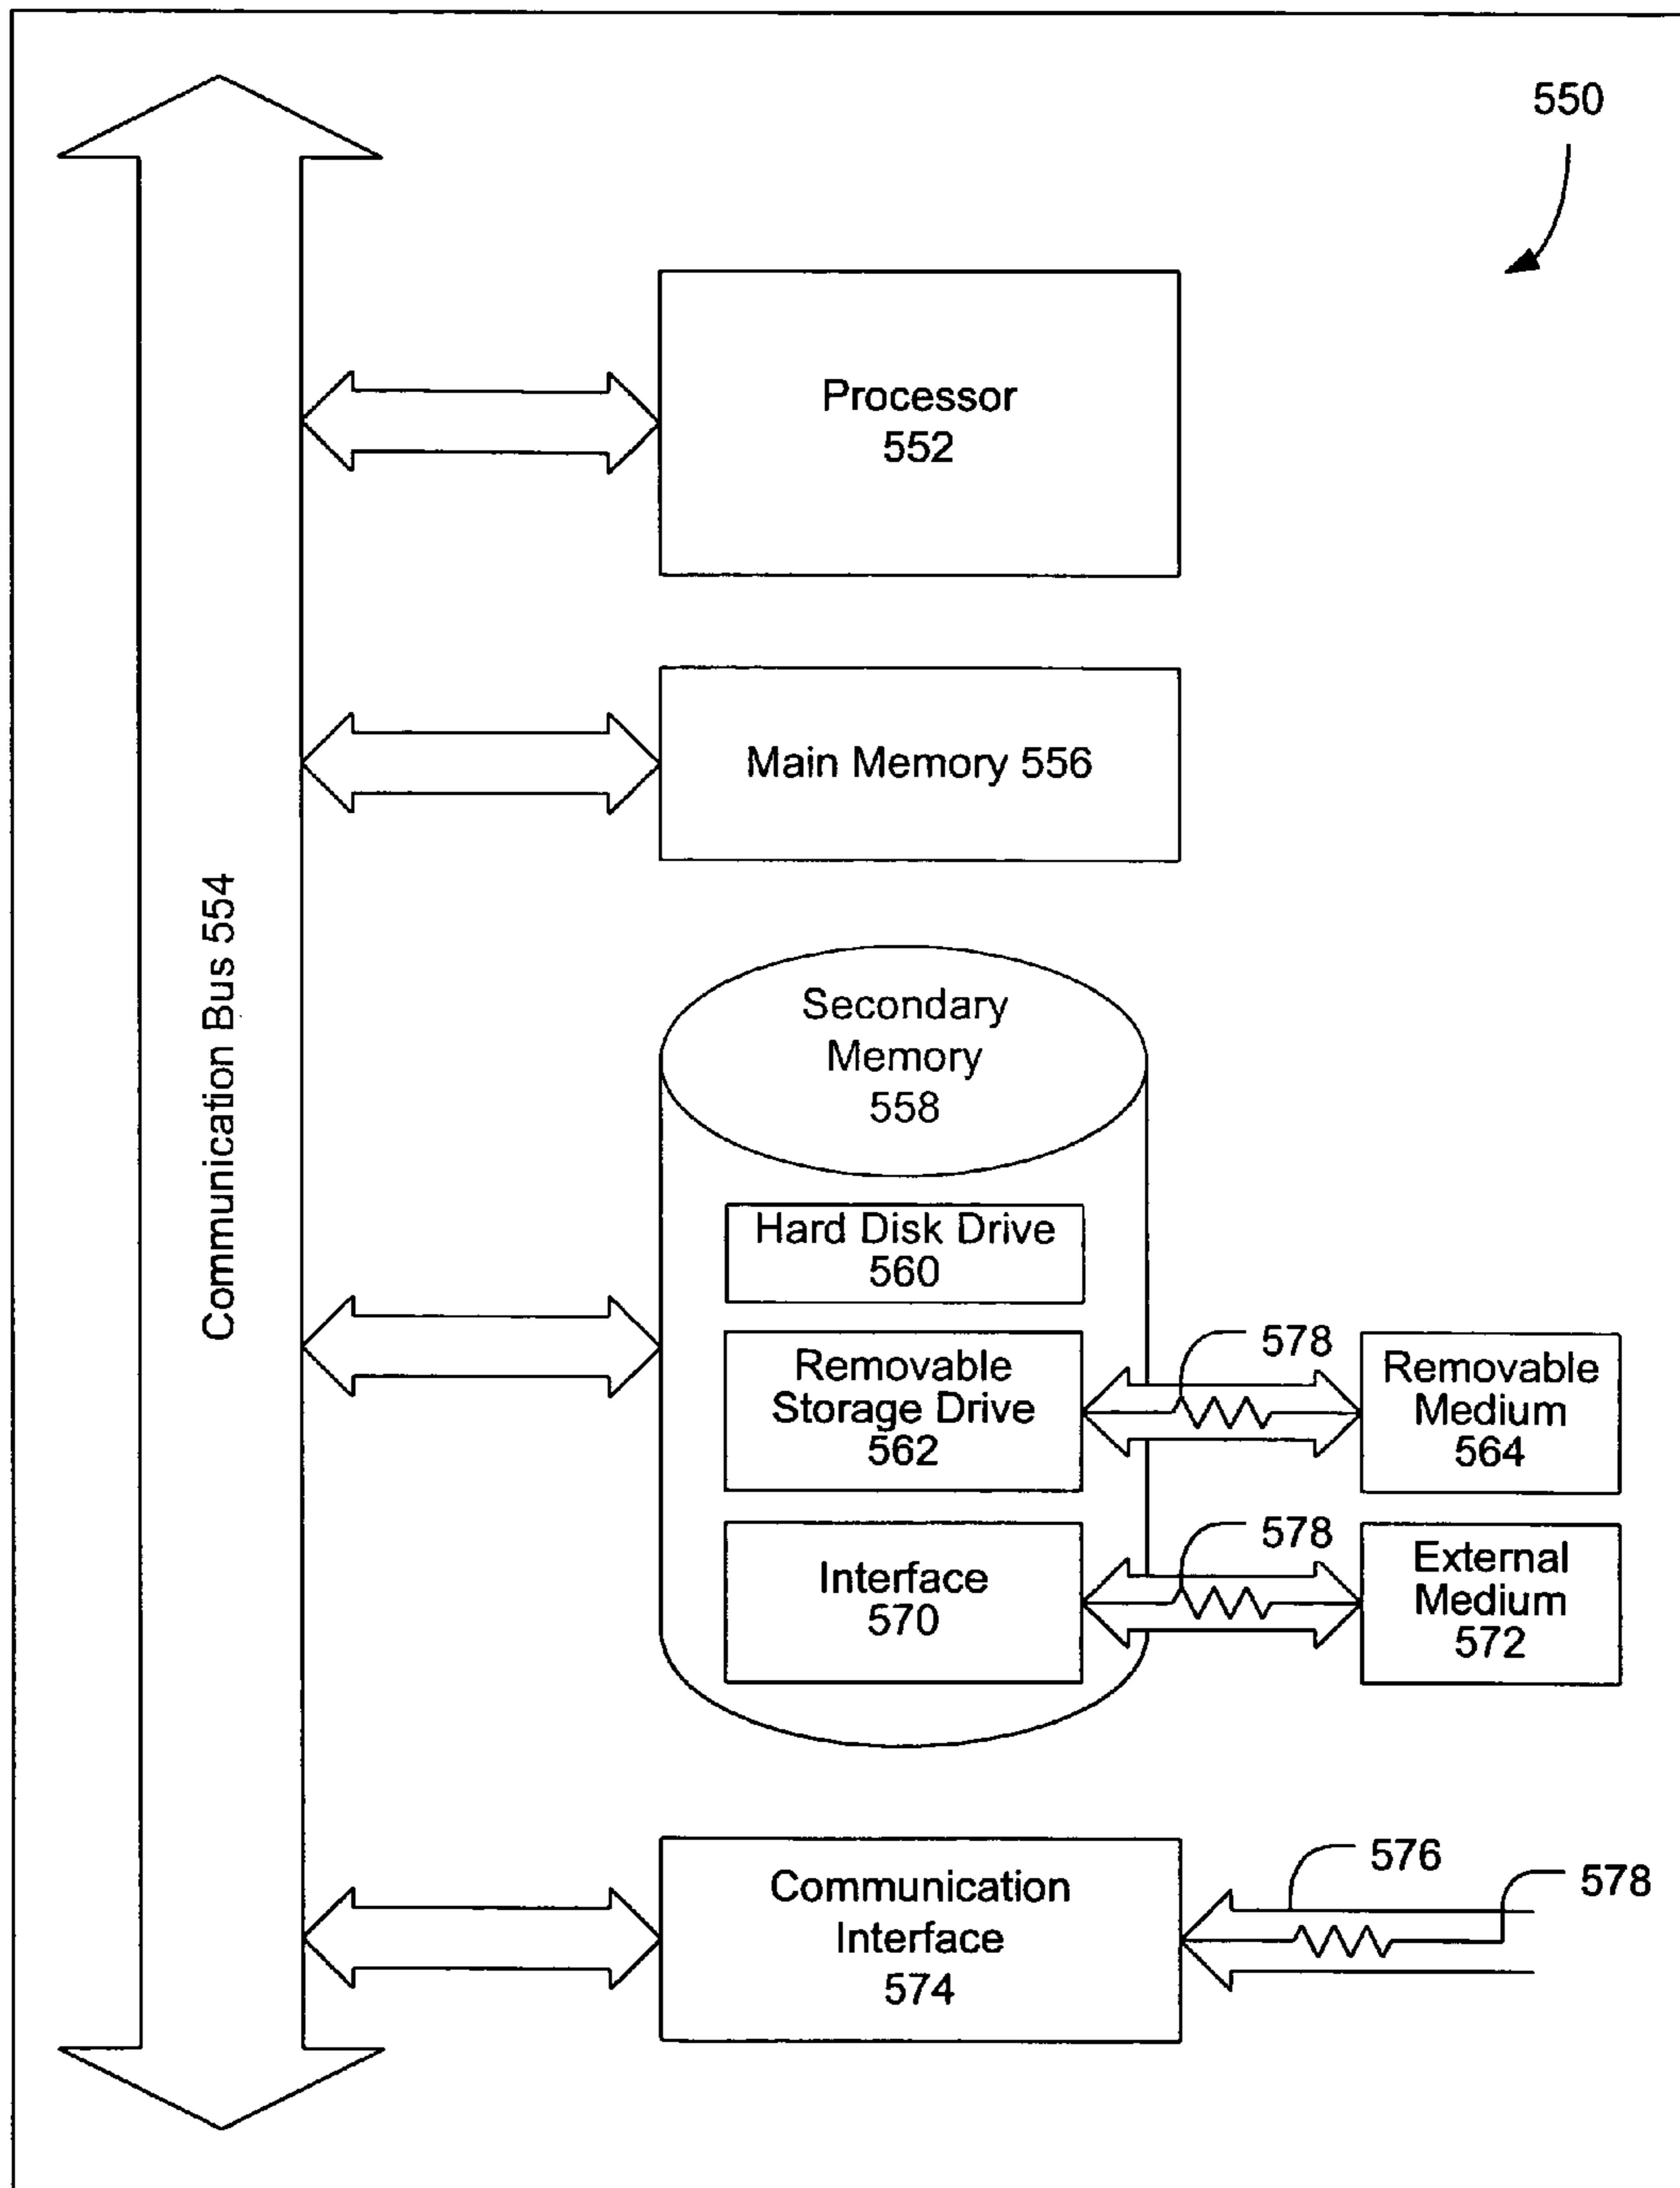 550
Processor
552
Main Memory 556
Communication Bus 554
Secondary
Memory
558
Hard Disk Drive
560
Removable
Storage Drive
562
578
Removable
Medium
564
Interface
570
578
External
Medium
572
Communication
Interface
574
576
578